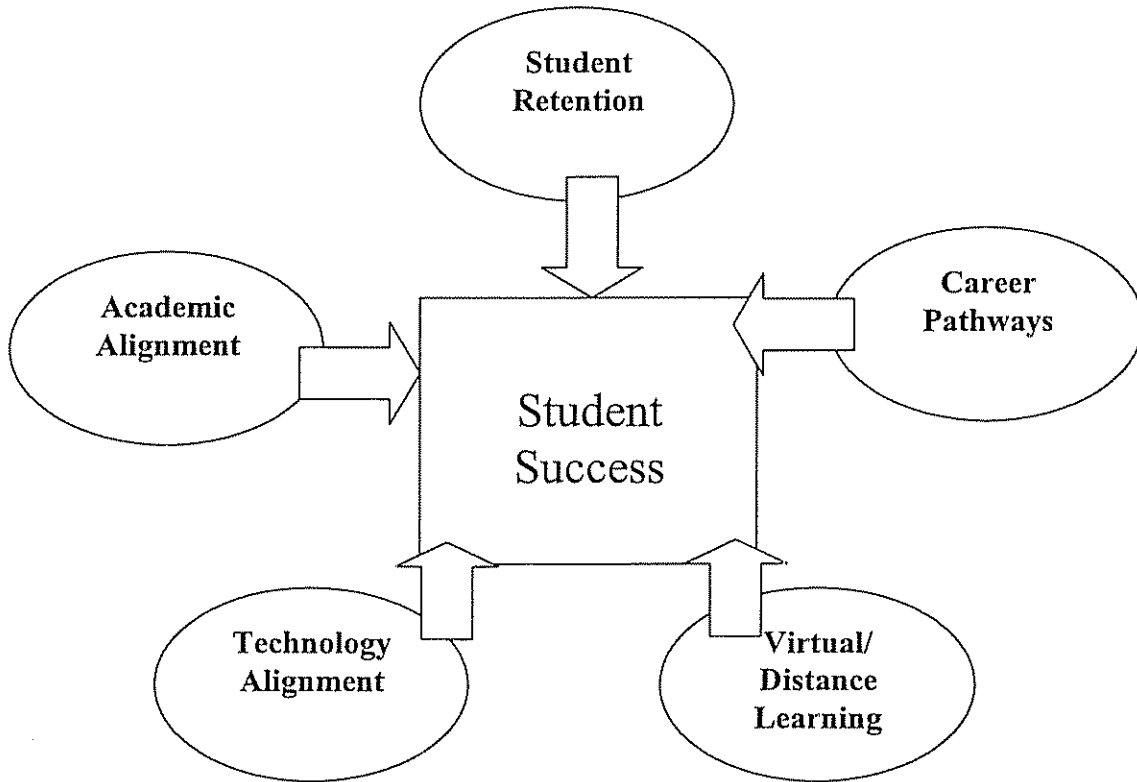 Student
Retention
Academic
Alignment
Career
Pathways
Student
Success
Technology
Alignment
Virtual/
Distance
Learning